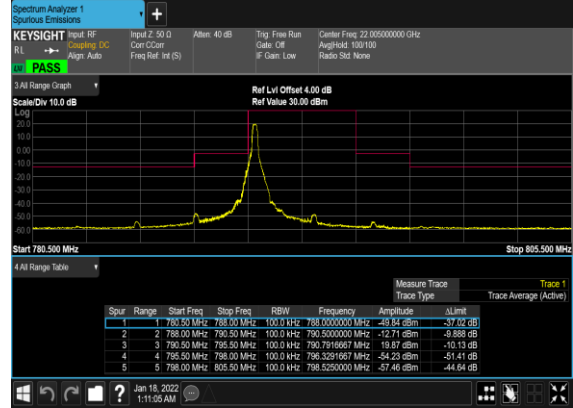 Spectrum Analyzer 1
Spurious Emissions
KEYSIGHT Input: RF
Coupling: DC
Align: Auto
Input Z: 50 Ω
Corr CCorr
Freq Ref: Int (S)
Atten: 40 dB
Trig: Free Run
Gate: Off
IF Gain: Low
Center Freq: 22.005000000 GHz
Avg|Hold: 100/100
Radio Std: None
RL
LW PASS
3 All Range Graph
Ref Lvl Offset 4.00 dB
Scale/Div 10.0 dB
Ref Value 30.00 dBm
Log
20.0
10.0
0.00
-10.0
-20.0
-30.0
-40.0
-50.0
-60.0
Start 780.500 MHz
Stop 805.500 MHz
4 All Range Table
Measure Trace Trace 1
Trace Type Trace Average (Active)
Spur Range Start Freq Stop Freq RBW Frequency Amplitude ΔLimit
1 1 780.50 MHz 788.00 MHz 100.0 kHz 788.0000000 MHz -49.84 dBm -37.02 dB
2 2 788.00 MHz 790.50 MHz 100.0 kHz 790.5000000 MHz -12.71 dBm -9.888 dB
3 3 790.50 MHz 795.50 MHz 100.0 kHz 790.7916667 MHz 19.87 dBm -10.13 dB
4 4 795.50 MHz 798.00 MHz 100.0 kHz 796.3291667 MHz -54.23 dBm -51.41 dB
5 5 798.00 MHz 805.50 MHz 100.0 kHz 798.5250000 MHz -57.46 dBm -44.64 dB
Jan 18, 2022
1:11:05 AM